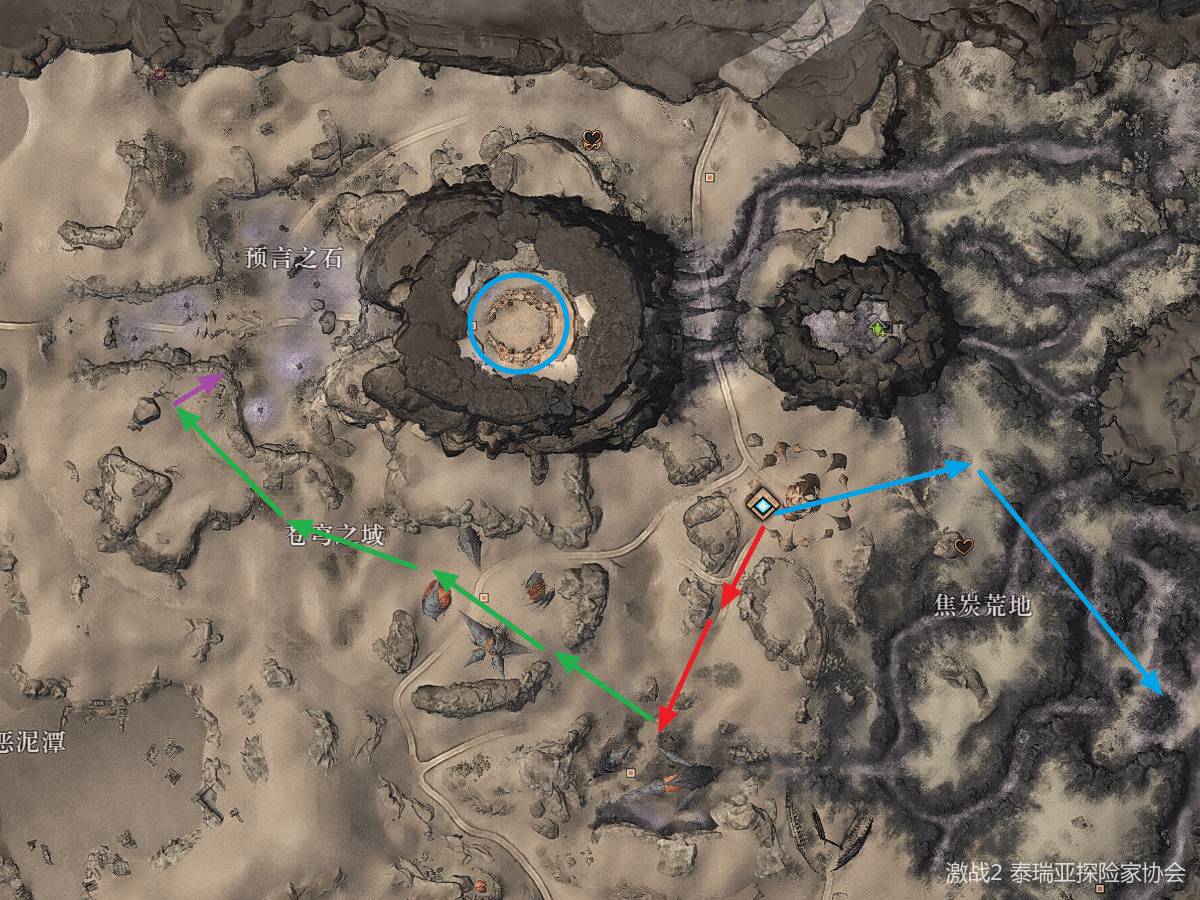 预言之石
苍穹之域
焦炭荒地
恶泥潭
激战2 泰瑞亚探险家协会